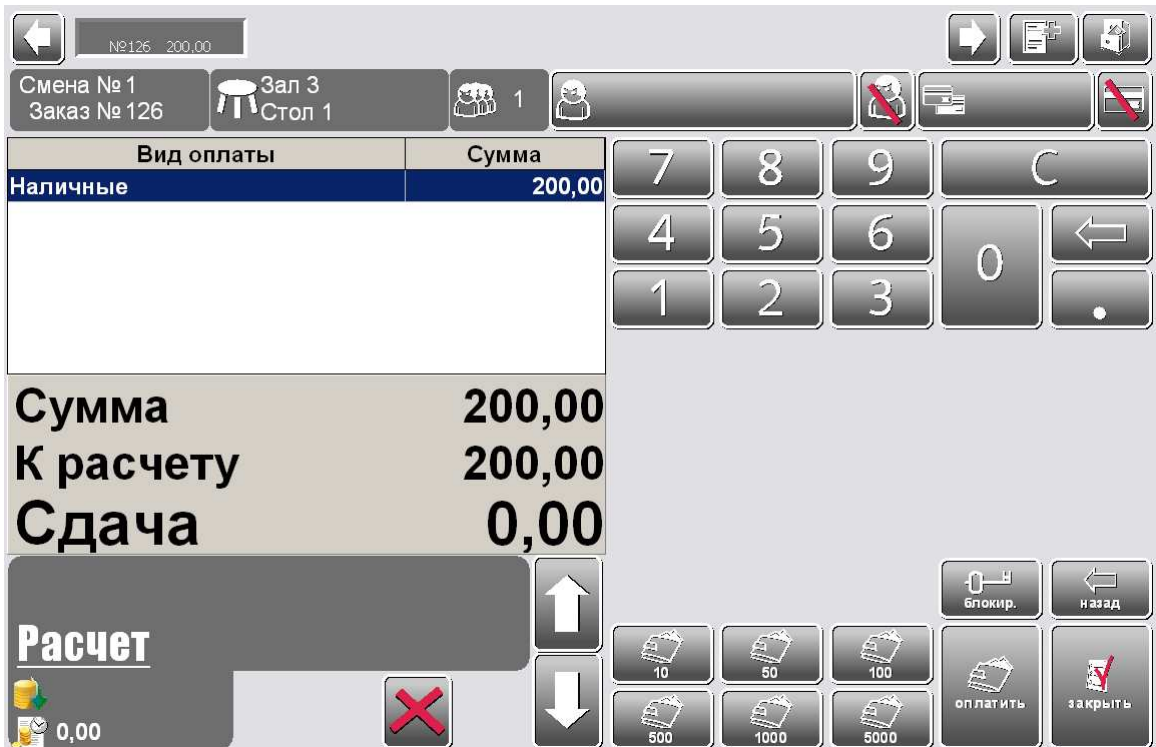 №126 200,00
Смена № 1
Заказ № 126
Зал 3
Стол 1
1
Вид оплаты Сумма
Наличные 200,00
7 8 9 C
4 5 6 0
1 2 3 .
Сумма 200,00
К расчету 200,00
Сдача 0,00
блокир. назад
Расчет
10 50 100
оплатить закрыть
0,00
500 1000 5000